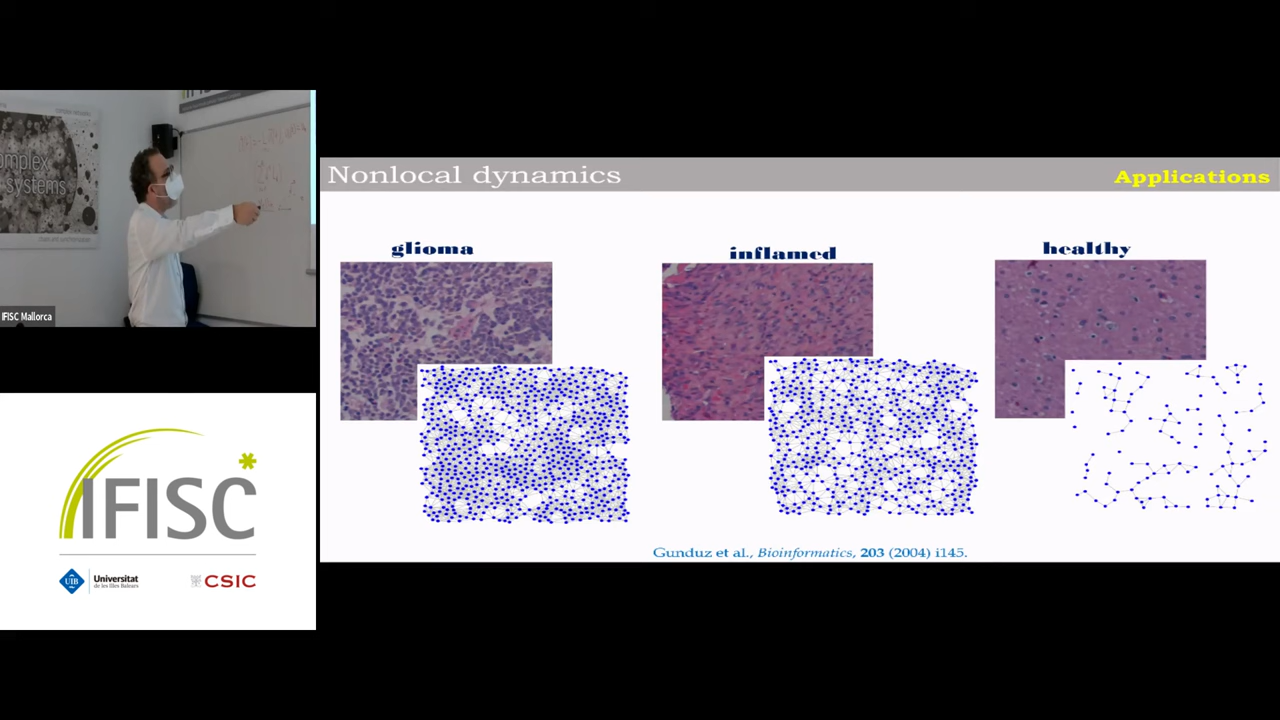 omplex
systems
IFISC Mallorca
IFISC
UIB
Universitat
de les Illes Balears
CSIC
Nonlocal dynamics
Applications
glioma
inflamed
healthy
Gunduz et al., Bioinformatics, 203 (2004) i145.